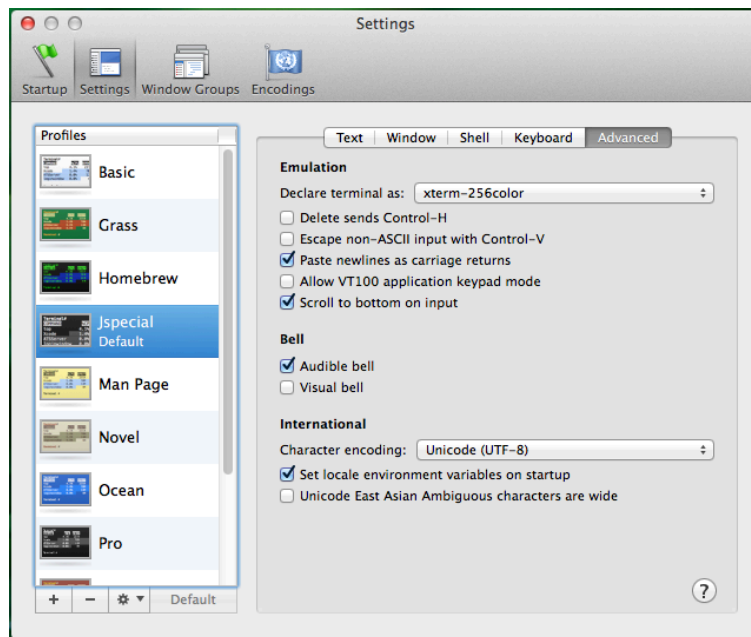 Settings
Startup Settings Window Groups Encodings
Profiles
Basic
Grass
Homebrew
Jspecial
Default
Man Page
Novel
Ocean
Pro
+ − Default
Text Window Shell Keyboard Advanced
Emulation
Declare terminal as: xterm-256color
Delete sends Control-H
Escape non-ASCII input with Control-V
Paste newlines as carriage returns
Allow VT100 application keypad mode
Scroll to bottom on input
Bell
Audible bell
Visual bell
International
Character encoding: Unicode (UTF-8)
Set locale environment variables on startup
Unicode East Asian Ambiguous characters are wide
?